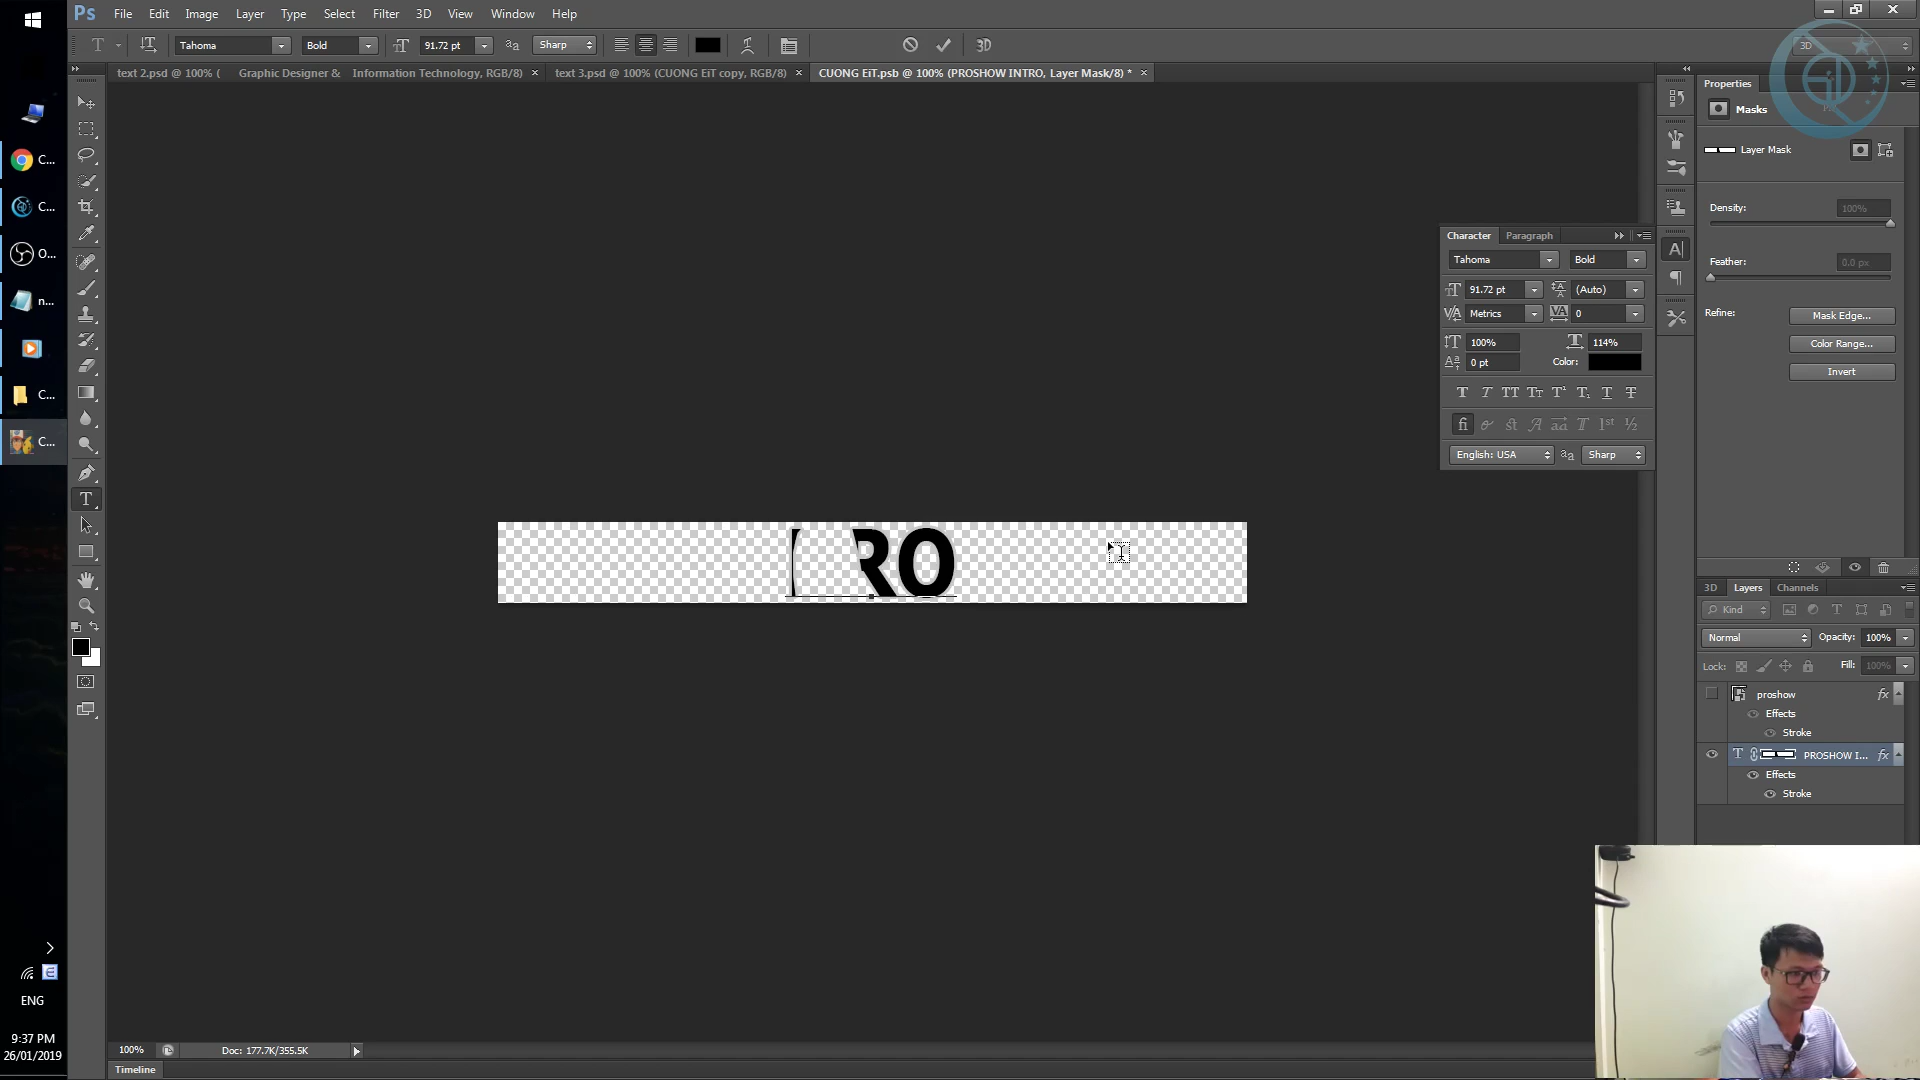 Ps File Edit Image Layer Type Select Filter 3D View Window Help
Tahoma Bold 91.72 pt Sharp 3D
3D
text 2.psd @ 100% ( Graphic Designer & Information Technology, RGB/8) × text 3.psd @ 100% (CUONG EiT copy, RGB/8) × CUONG EiT.psb @ 100% (PROSHOW INTRO, Layer Mask/8) * ×
Properties
Masks
Layer Mask
Density: 100%
Feather: 0.0 px
Refine: Mask Edge...
Color Range...
Invert
Character Paragraph
Tahoma Bold
91.72 pt (Auto)
Metrics 0
100% 114%
0 pt Color:
English: USA Sharp
RO
C...
C...
O...
n...
C...
C...
3D Layers Channels
Kind
Normal Opacity: 100%
Lock: Fill: 100%
proshow fx
Effects
Stroke
PROSHOW I... fx
Effects
Stroke
ENG
9:37 PM
26/01/2019
100% Doc: 177.7K/355.5K
Timeline